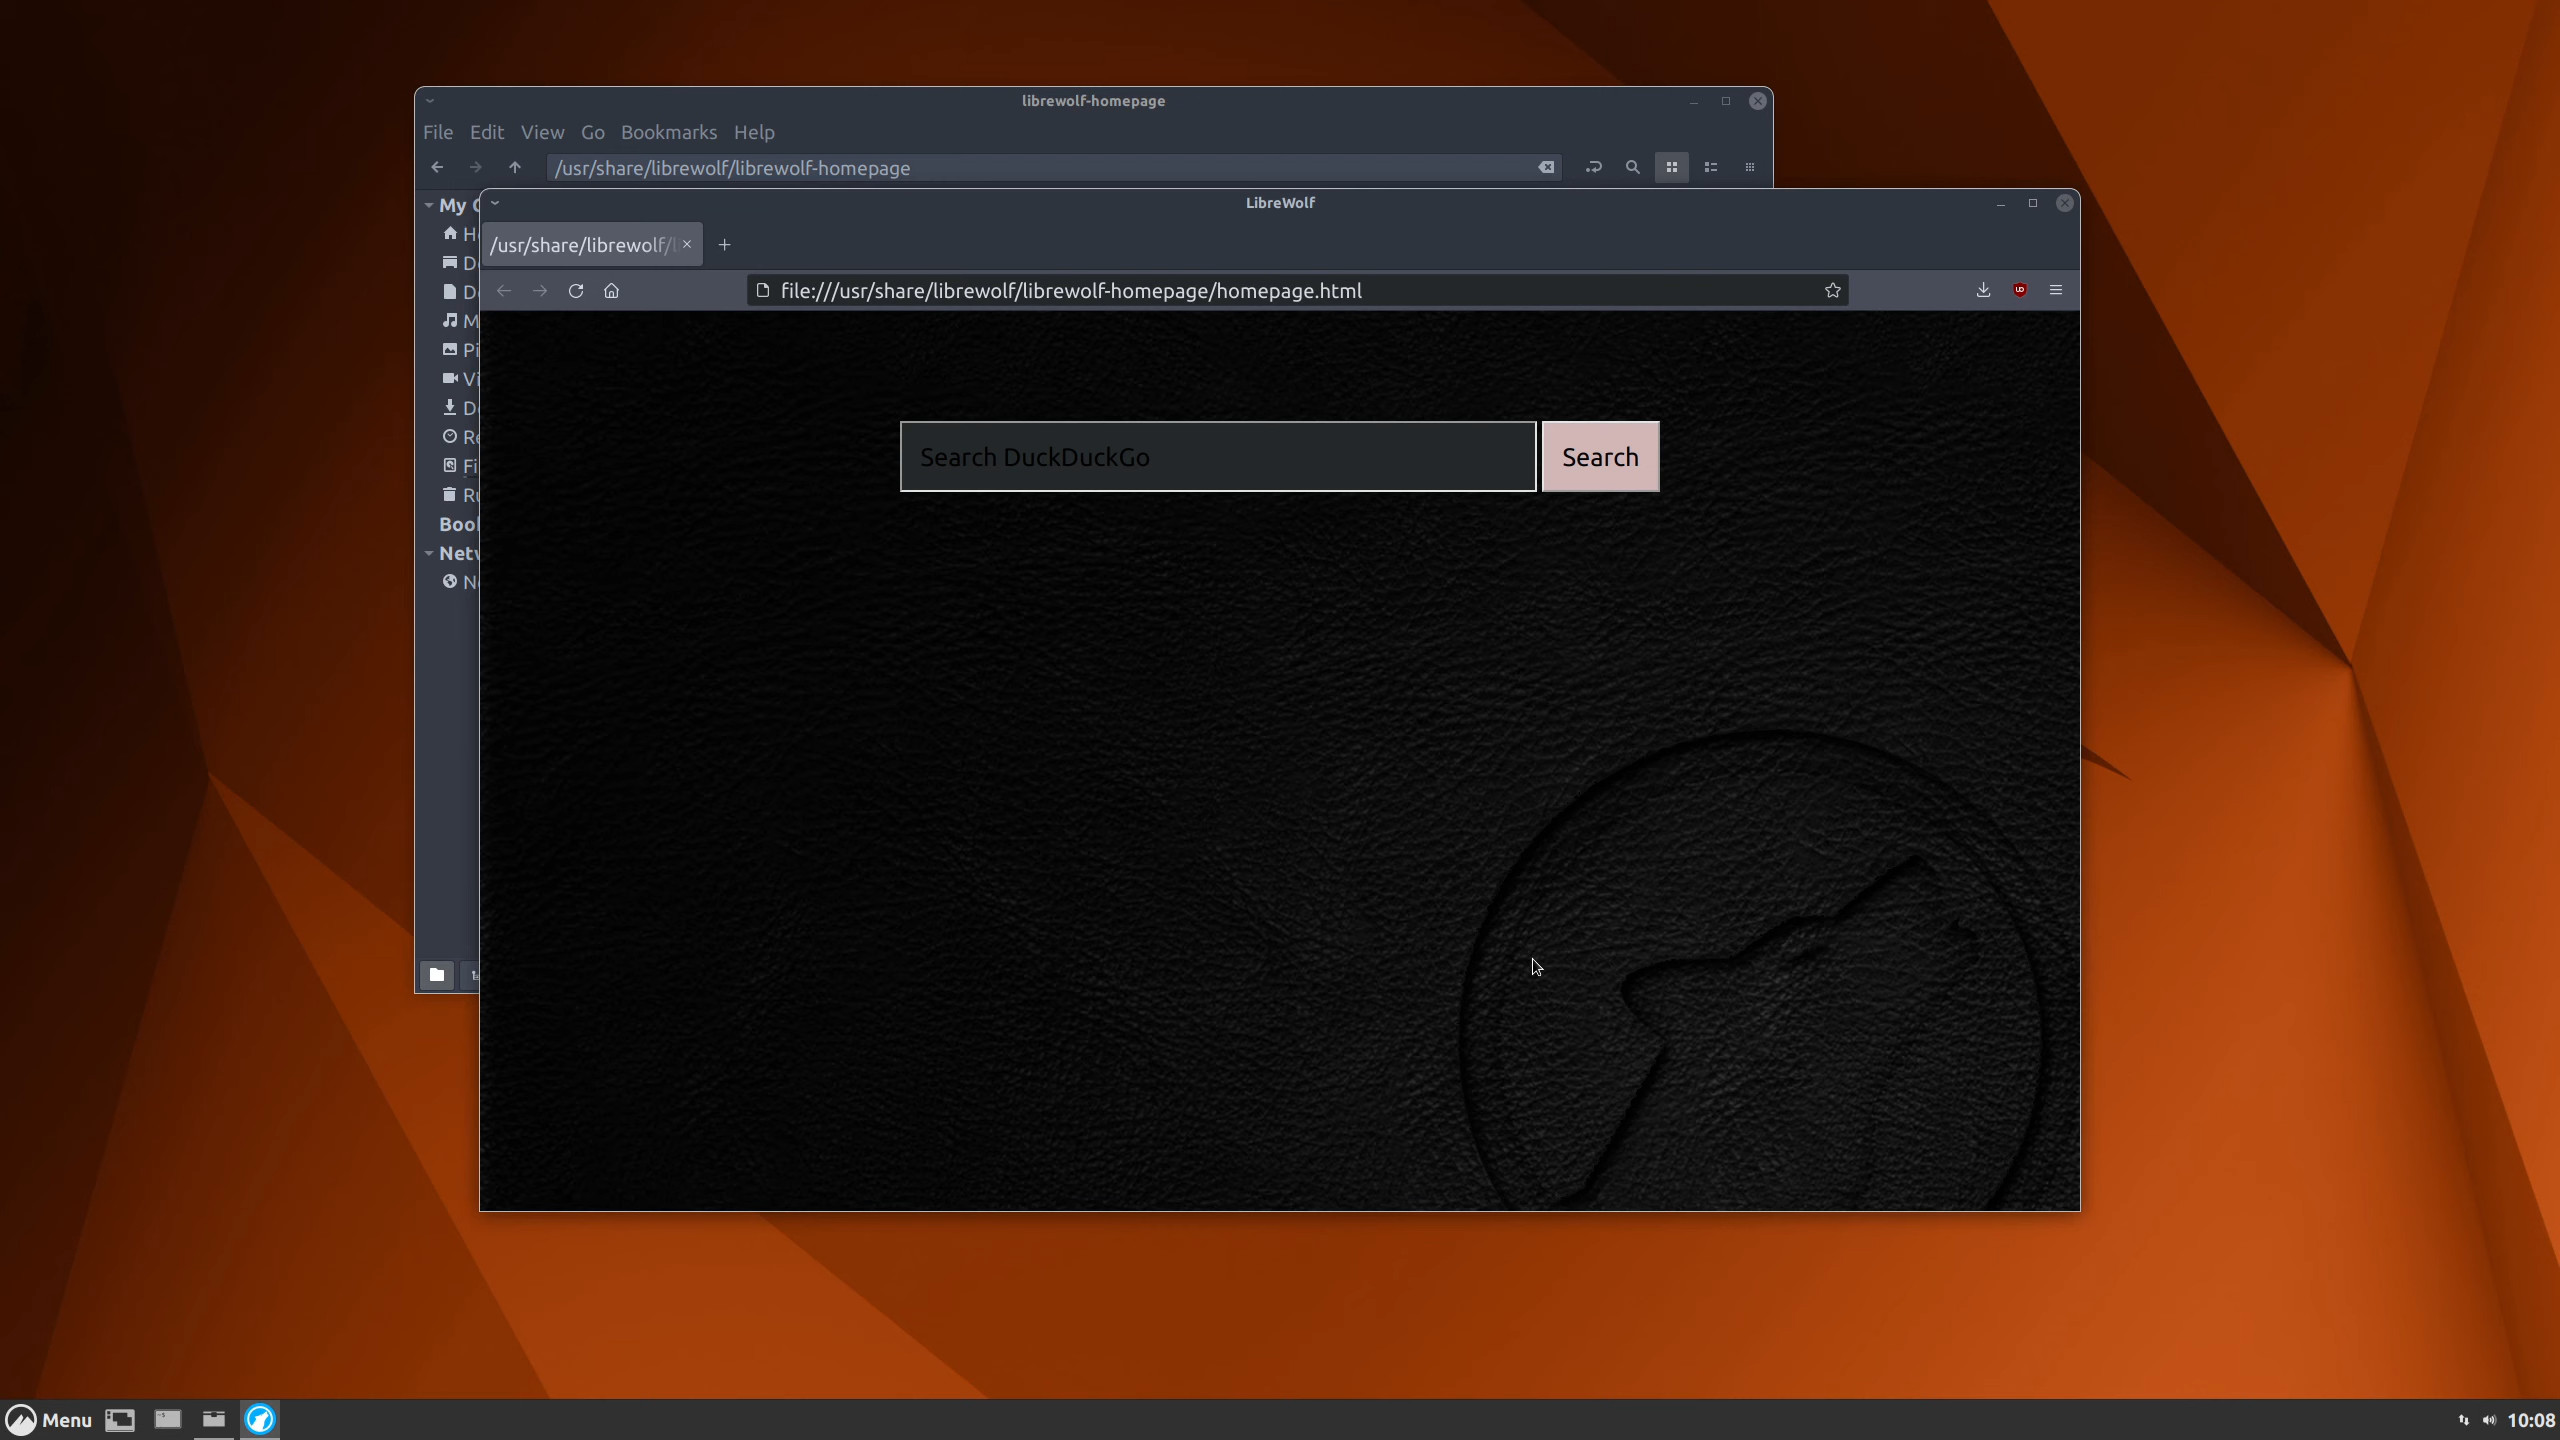 librewolf-homepage
File Edit View Go Bookmarks Help
/usr/share/librewolf/librewolf-homepage
My
LibreWolf
/usr/share/librewolf/
file:///usr/share/librewolf/librewolf-homepage/homepage.html
Search DuckDuckGo
Search
Menu
10:08